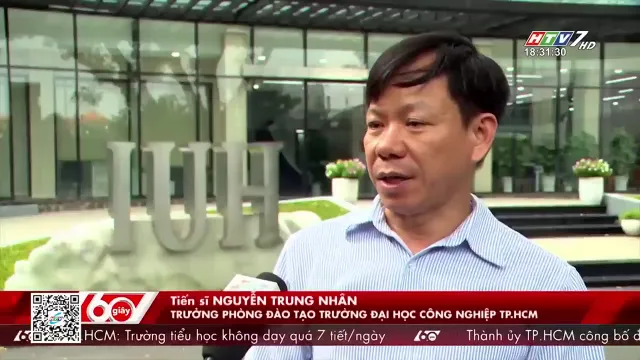 HTV7 HD
18:31:30
IUH
60 giây
Tiến sĩ NGUYỄN TRUNG NHÂN
TRƯỞNG PHÒNG ĐÀO TẠO TRƯỜNG ĐẠI HỌC CÔNG NGHIỆP TP.HCM
HCM: Trường tiểu học không dạy quá 7 tiết/ngày
60 Thành ủy TP.HCM công bố